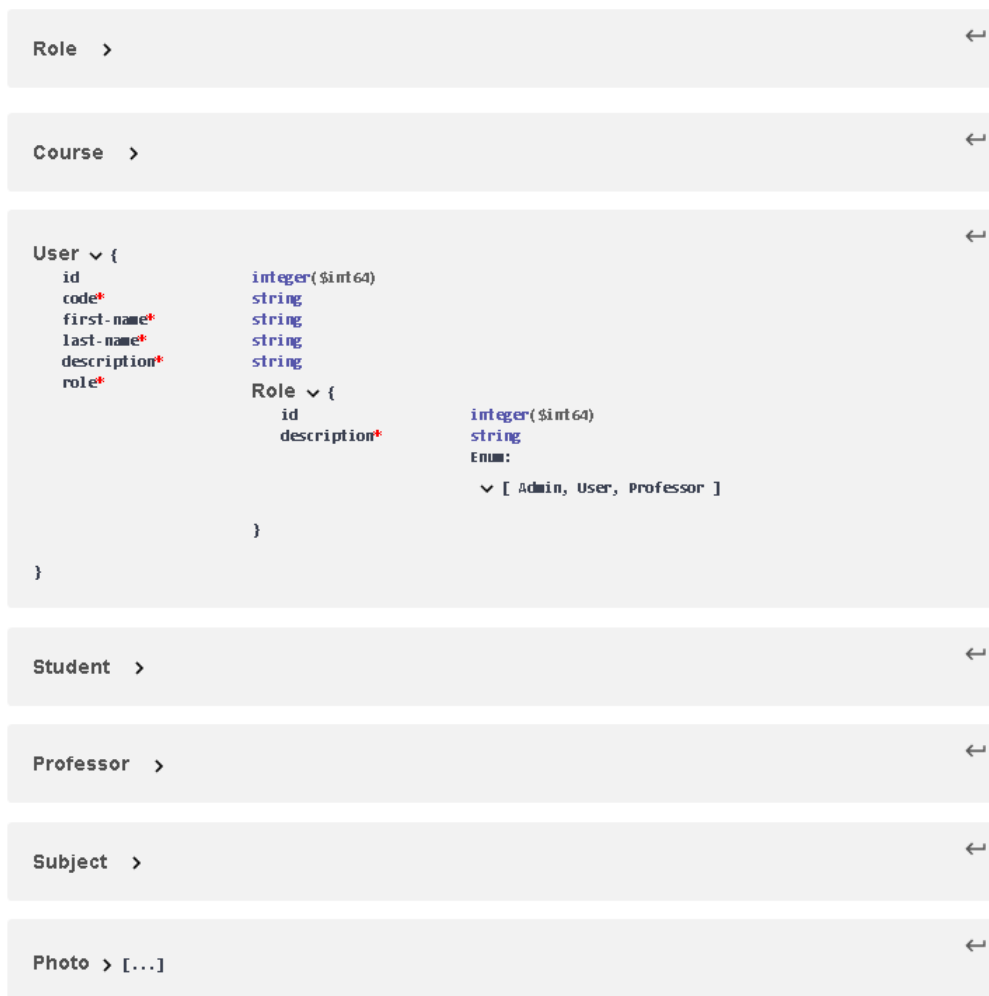 Role >
Course >
User ⌄ {
id integer($int64)
code* string
first-name* string
last-name* string
description* string
role* Role ⌄ {
id integer($int64)
description* string
Enum:
⌄ [ Admin, User, Professor ]
}
}
Student >
Professor >
Subject >
Photo > [...]